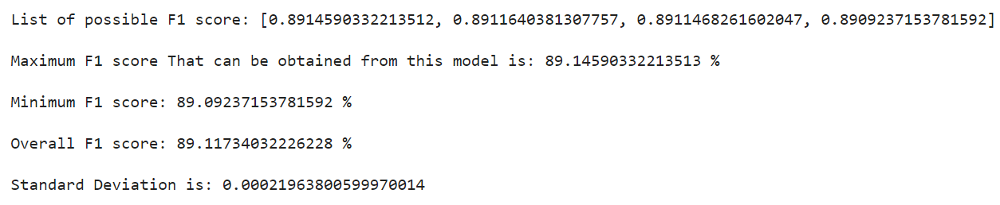 List of possible F1 score: [0.8914590332213512, 0.8911640381307757, 0.8911468261602047, 0.8909237153781592]
Maximum F1 score That can be obtained from this model is: 89.14590332213513 %
Minimum F1 score: 89.09237153781592 %
Overall F1 score: 89.11734032226228 %
Standard Deviation is: 0.00021963800599970014